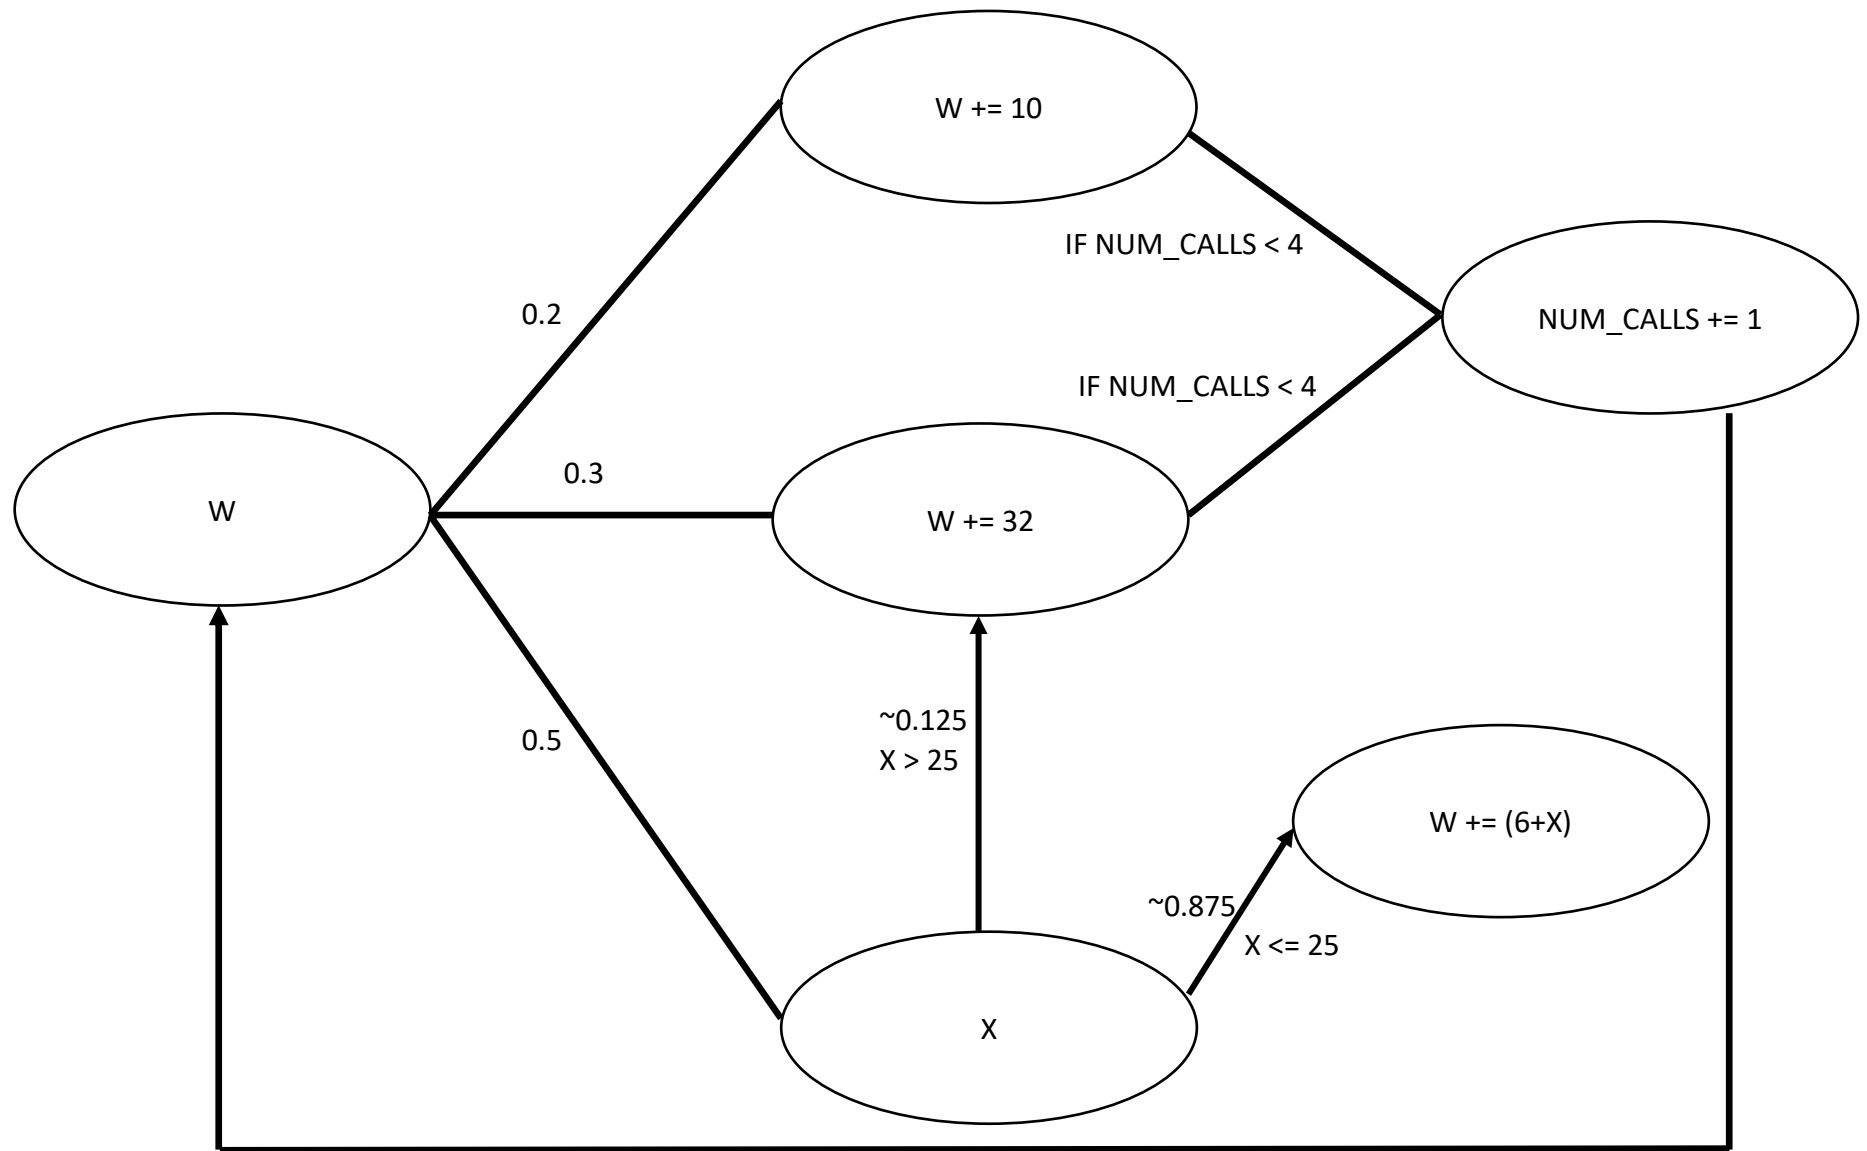 W += 10
IF NUM_CALLS < 4
0.2
NUM_CALLS += 1
IF NUM_CALLS < 4
0.3
W
W += 32
~0.125
X > 25
0.5
W += (6+X)
~0.875
X <= 25
X